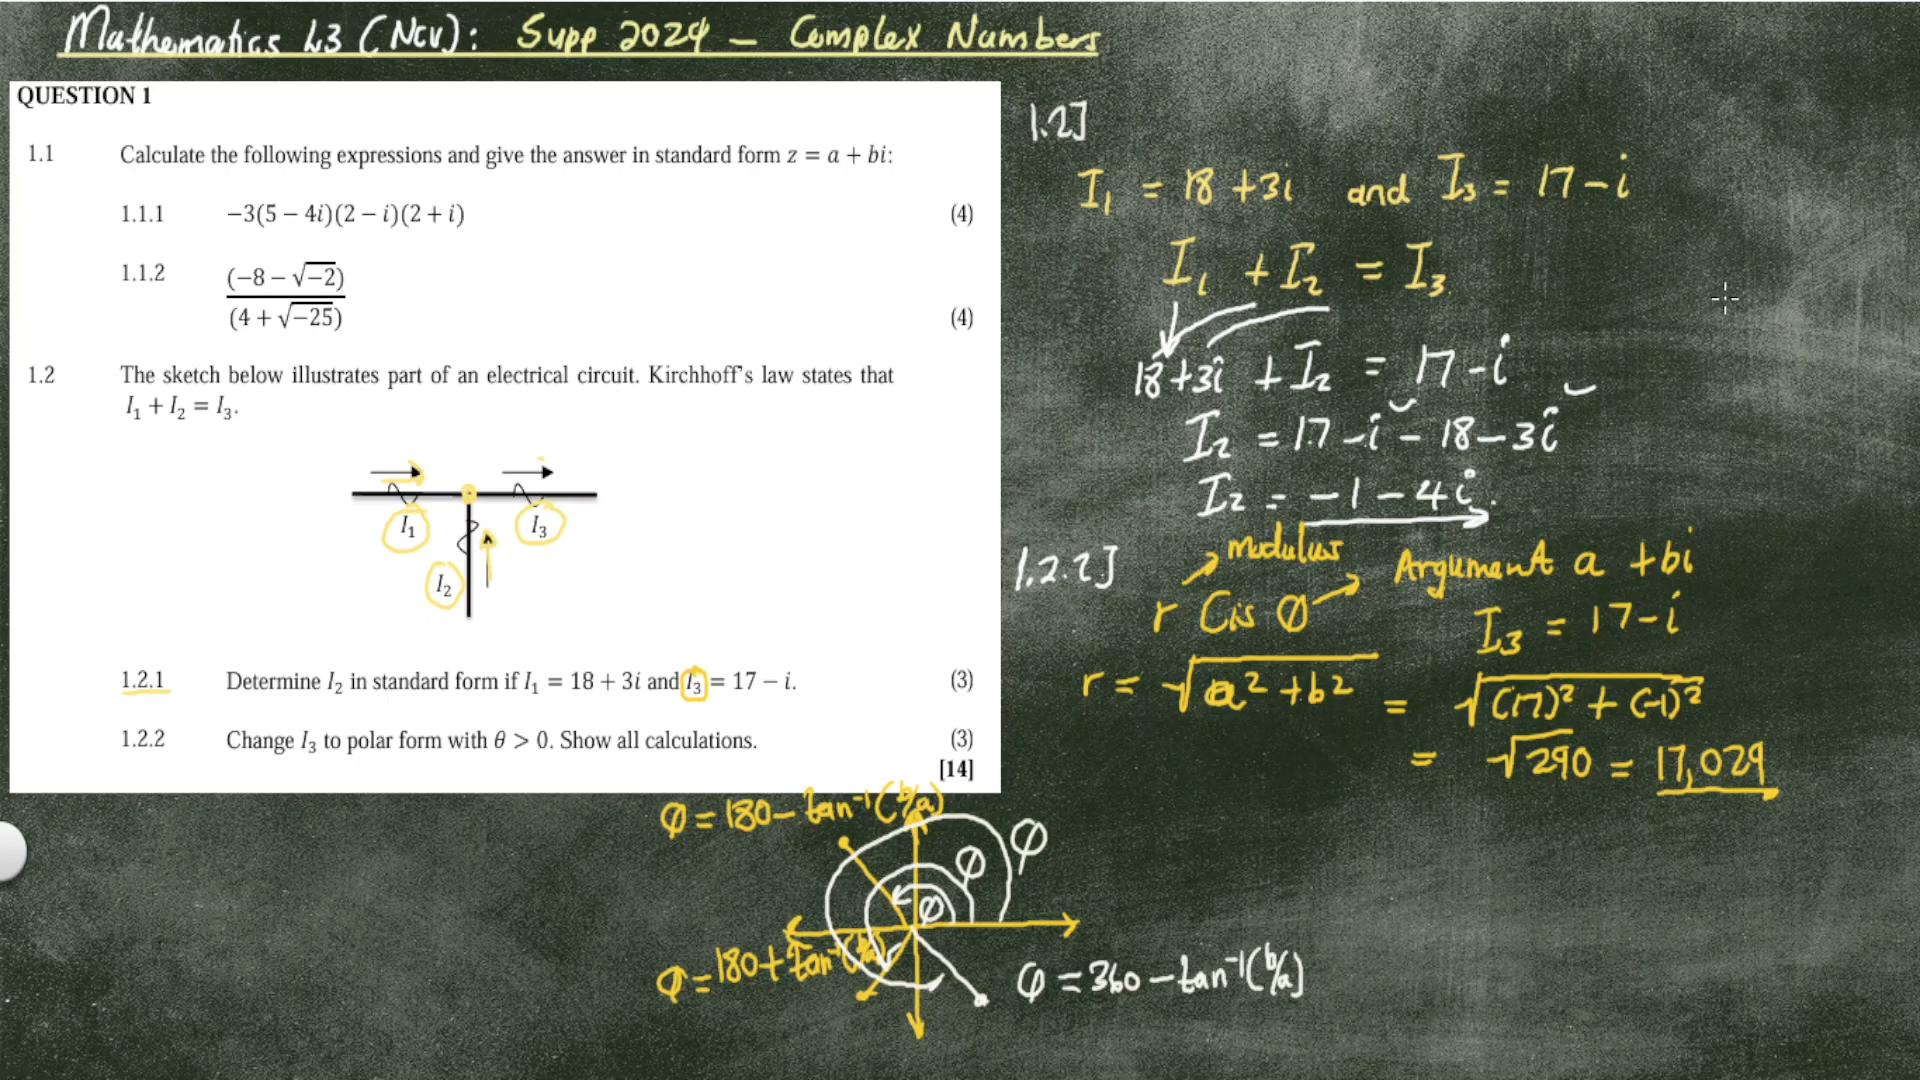 Mathematics L3 (NCV): Supp 2024 – Complex Numbers
QUESTION 1
1.1 Calculate the following expressions and give the answer in standard form z = a + bi:
1.1.1 −3(5 − 4i)(2 − i)(2 + i) (4)
1.1.2 (−8 − √−2)
(4 + √−25) (4)
1.2 The sketch below illustrates part of an electrical circuit. Kirchhoff's law states that
I₁ + I₂ = I₃.
I₁ I₃
I₂
1.2.1 Determine I₂ in standard form if I₁ = 18 + 3i and I₃ = 17 − i. (3)
1.2.2 Change I₃ to polar form with θ > 0. Show all calculations. (3)
[14]
1.2]
I₁ = 18 + 3i and I₃ = 17 − i
I₁ + I₂ = I₃
18 + 3i + I₂ = 17 − i
I₂ = 17 − i − 18 − 3i
I₂ = −1 − 4i.
1.2.2] modulus Argument a + bi
r Cis Ø I₃ = 17 − i
r = √a² + b² = √(17)² + (−1)²
= √290 = 17,029
Ø = 180 − tan⁻¹(b/a)
Ø Ø Ø
Ø = 180 + tan⁻¹(b/a)
Ø = 360 − tan⁻¹(b/a)